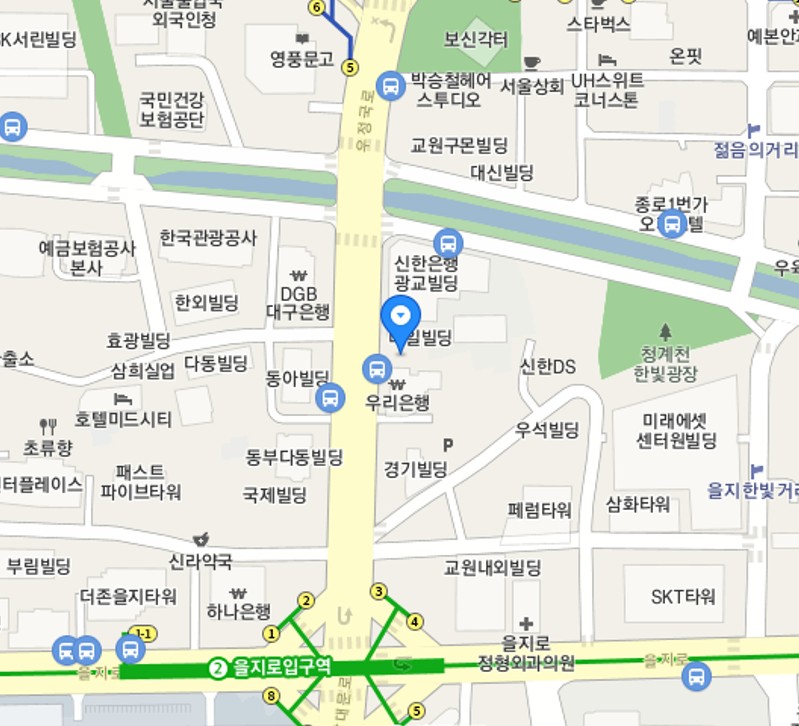 외국인청
6
스타벅스
보신각터
예본안과
K서린빌딩
영풍문고
5
온핏
박승철헤어
스튜디오
서울상회
UH스위트
코너스톤
국민건강
보험공단
우정국로
교원구몬빌딩
젊음의거리
대신빌딩
종로1번가
한국관광공사
신한은행
광교빌딩
예금보험공사
본사
DGB
대구은행
한외빌딩
효광빌딩
청계천
한빛광장
삼희실업
다동빌딩
신한DS
동아빌딩
우리은행
호텔미드시티
미래에셋
센터원빌딩
초류향
우석빌딩
P
동부다동빌딩
경기빌딩
터플레이스
패스트
파이브타워
국제빌딩
을지한빛거리
페럼타워
삼화타워
신라약국
부림빌딩
교원내외빌딩
더존을지타워
하나은행
2
3
SKT타워
1
4
1-1
을지로
정형외과의원
2 을지로입구역
을지로
을지로
8
5